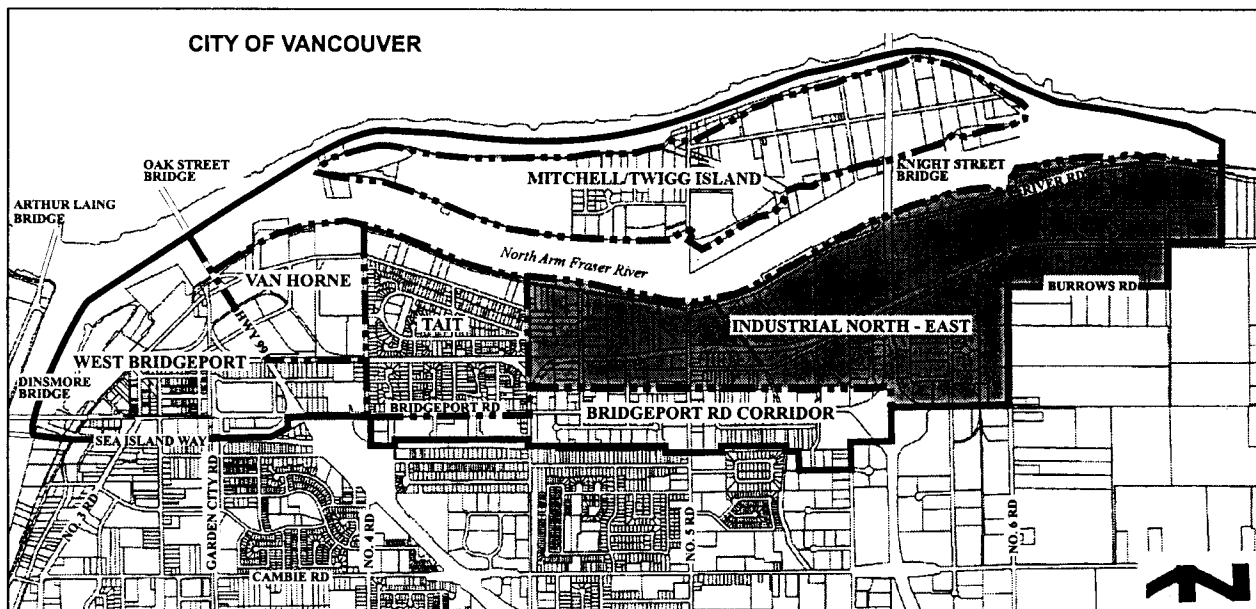 CITY OF VANCOUVER
OAK STREET
BRIDGE
ARTHUR LAING
BRIDGE
MITCHELL/TWIGG ISLAND
KNIGHT STREET
BRIDGE
RIVER RD
North Arm Fraser River
VAN HORNE
HWY 99
TAIT
BURROWS RD
INDUSTRIAL NORTH - EAST
WEST BRIDGEPORT
DINSMORE
BRIDGE
BRIDGEPORT RD
BRIDGEPORT RD CORRIDOR
SEA ISLAND WAY
NO. 3 RD
GARDEN CITY RD
NO. 4 RD
NO. 5 RD
NO. 6 RD
CAMBIE RD
N